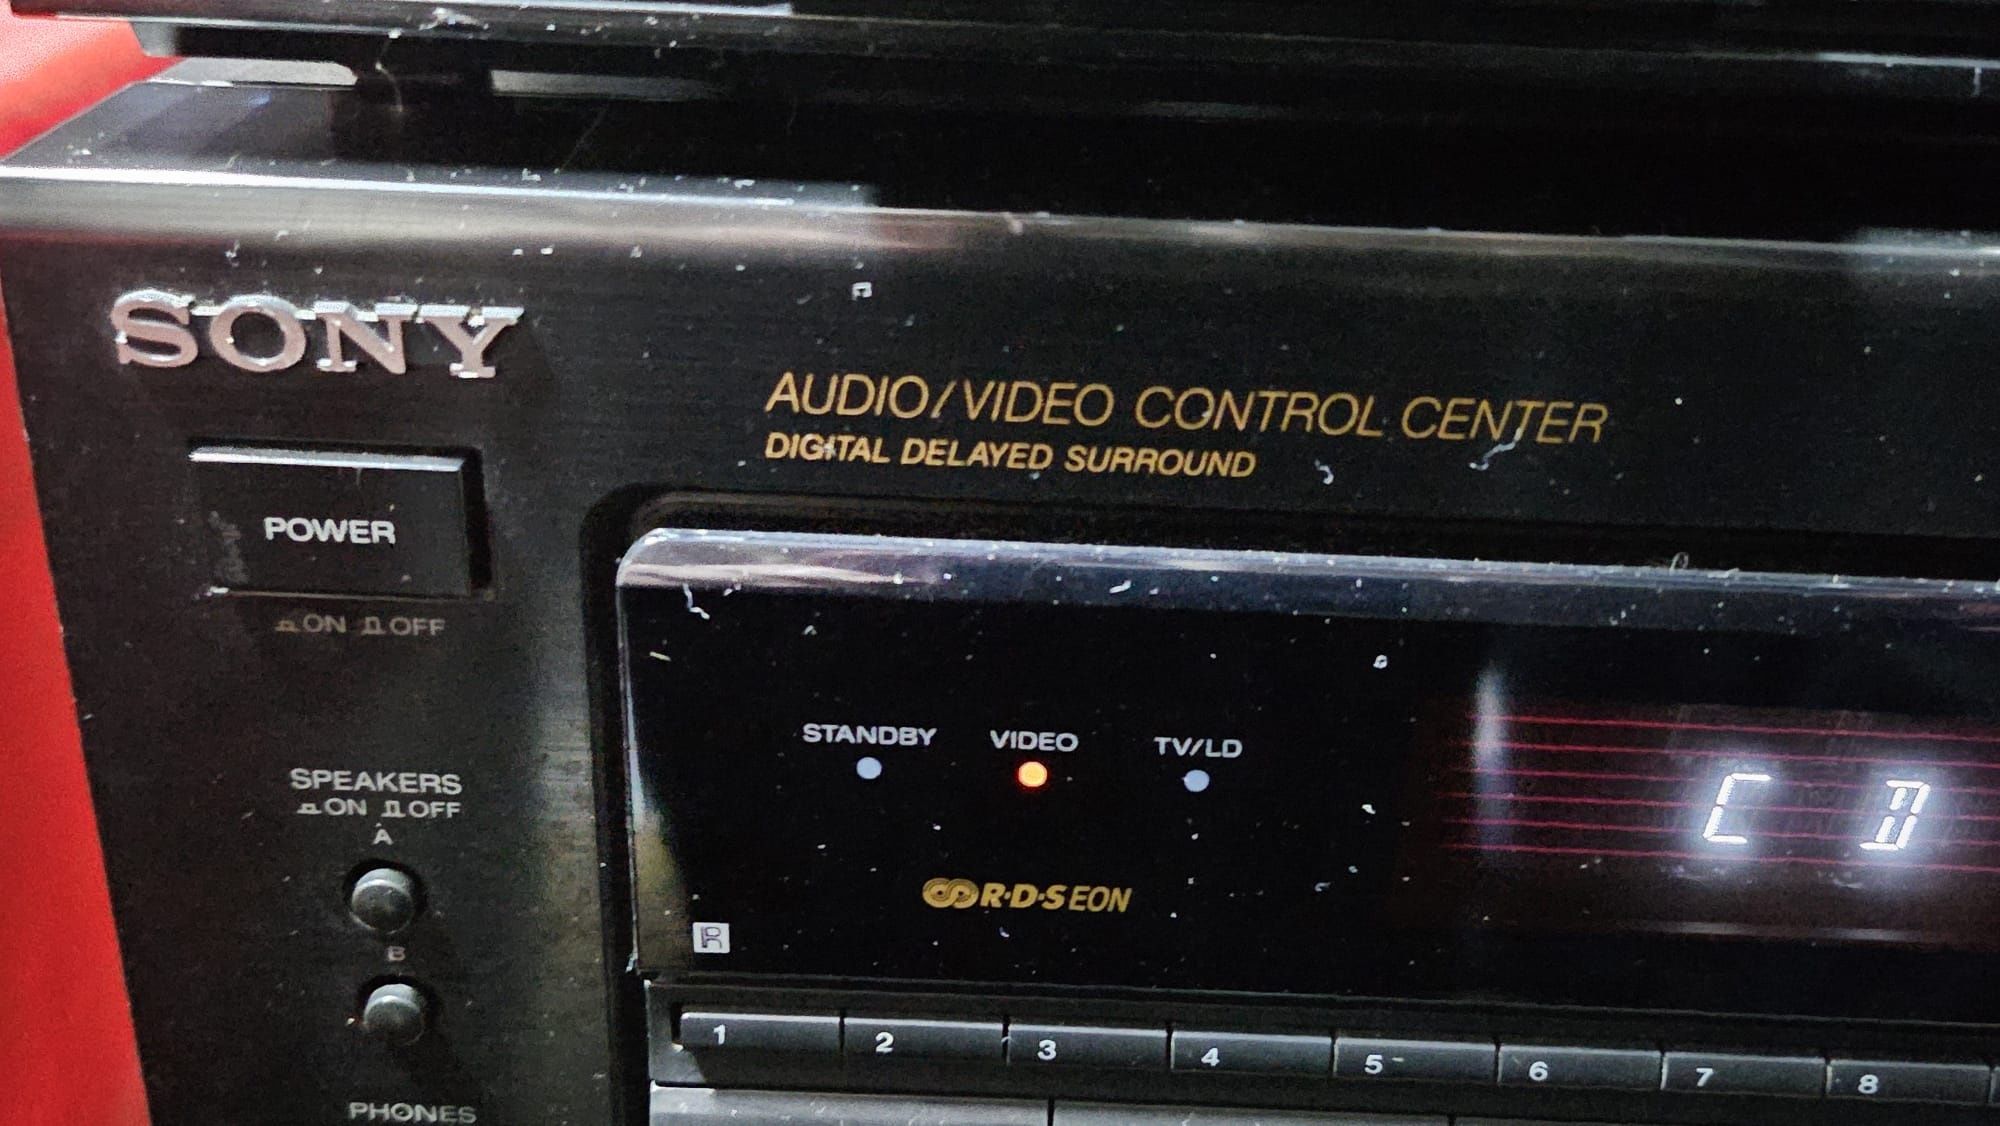 SONY
AUDIO/VIDEO CONTROL CENTER
DIGITAL DELAYED SURROUND
POWER
ON OFF
STANDBY VIDEO TV/LD
C D
SPEAKERS
ON OFF
A
R·D·S EON
B
R
1 2 3 4 5 6 7 8
PHONES